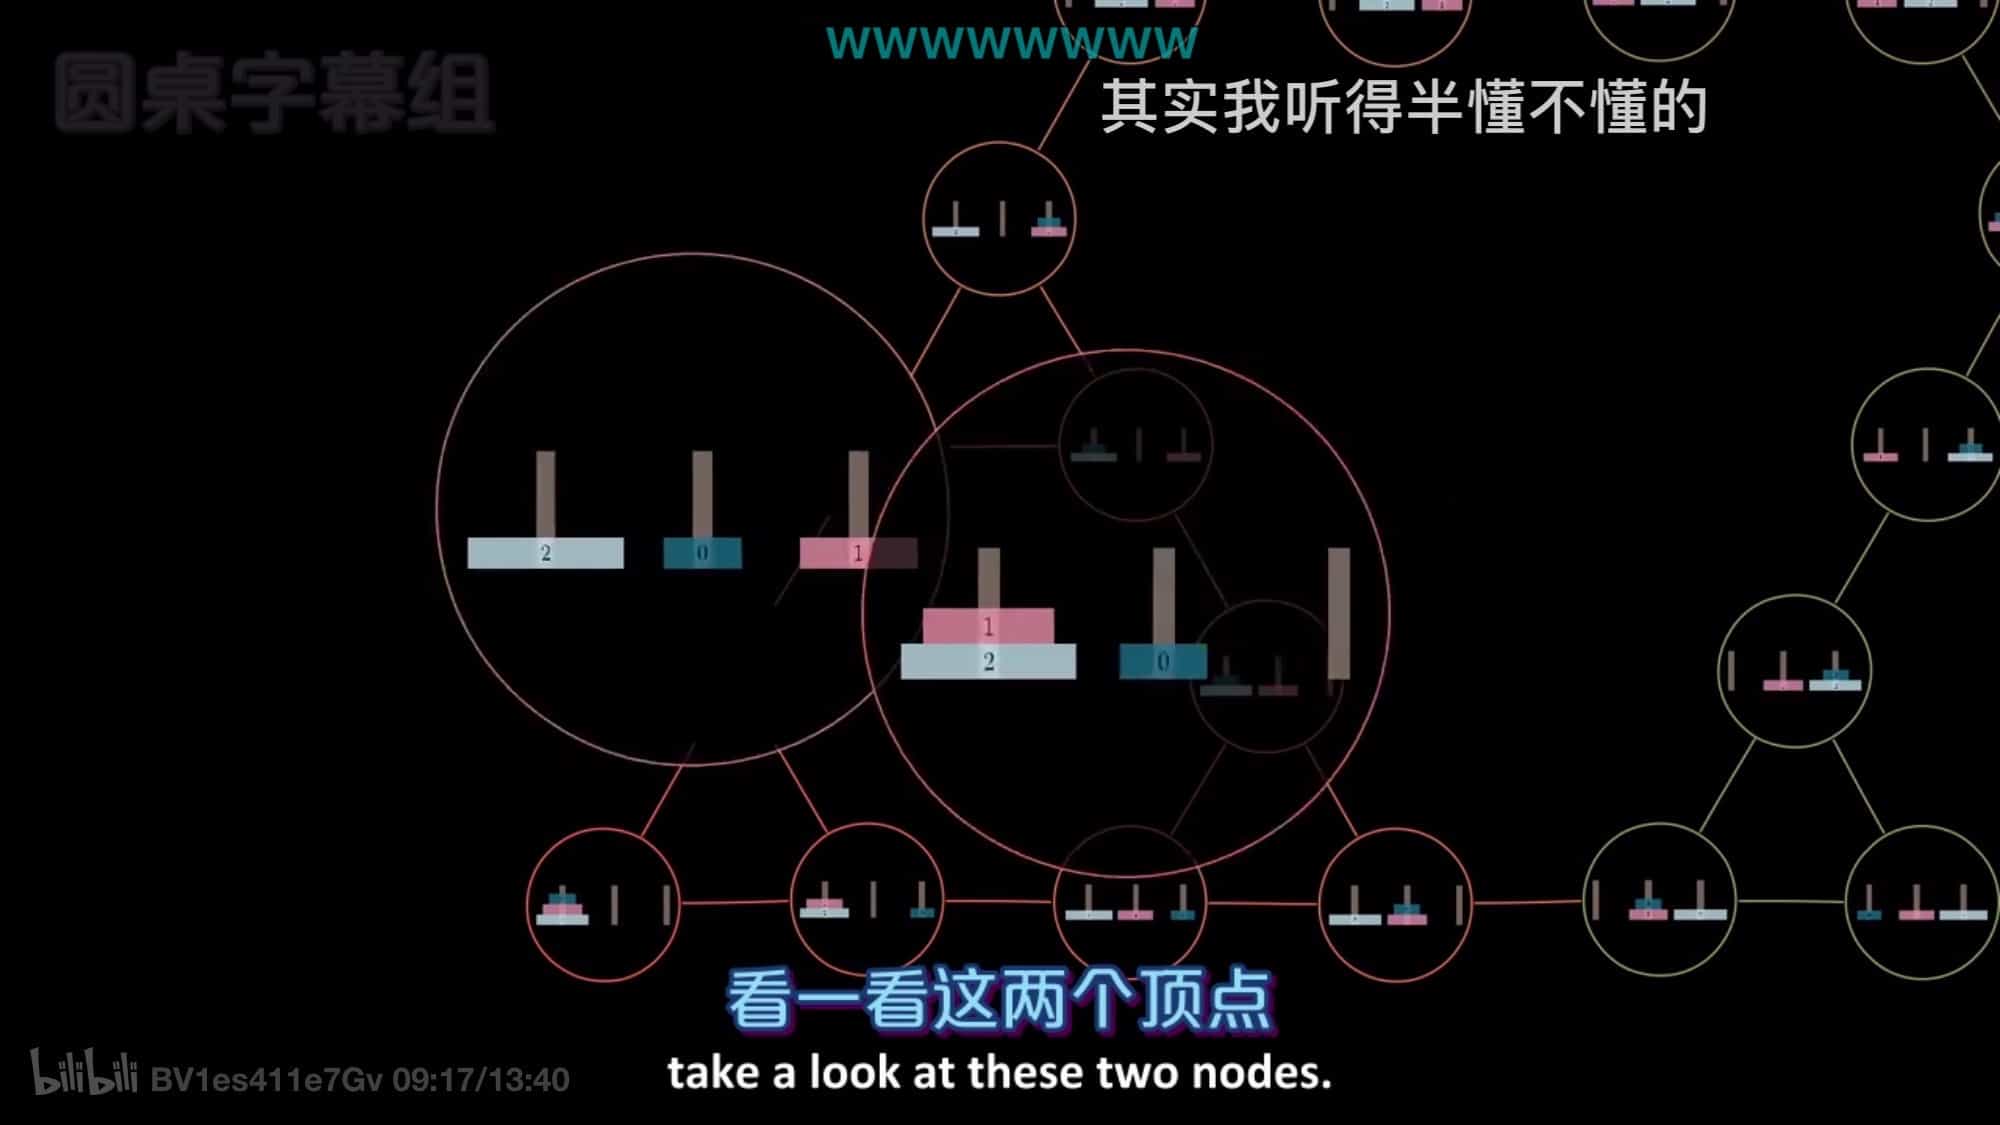 wwwwwwwww
圆桌字幕组
其实我听得半懂不懂的
2 0 1
1
2 0
看一看这两个顶点
take a look at these two nodes.
bilibili BV1es411e7Gv 09:17/13:40